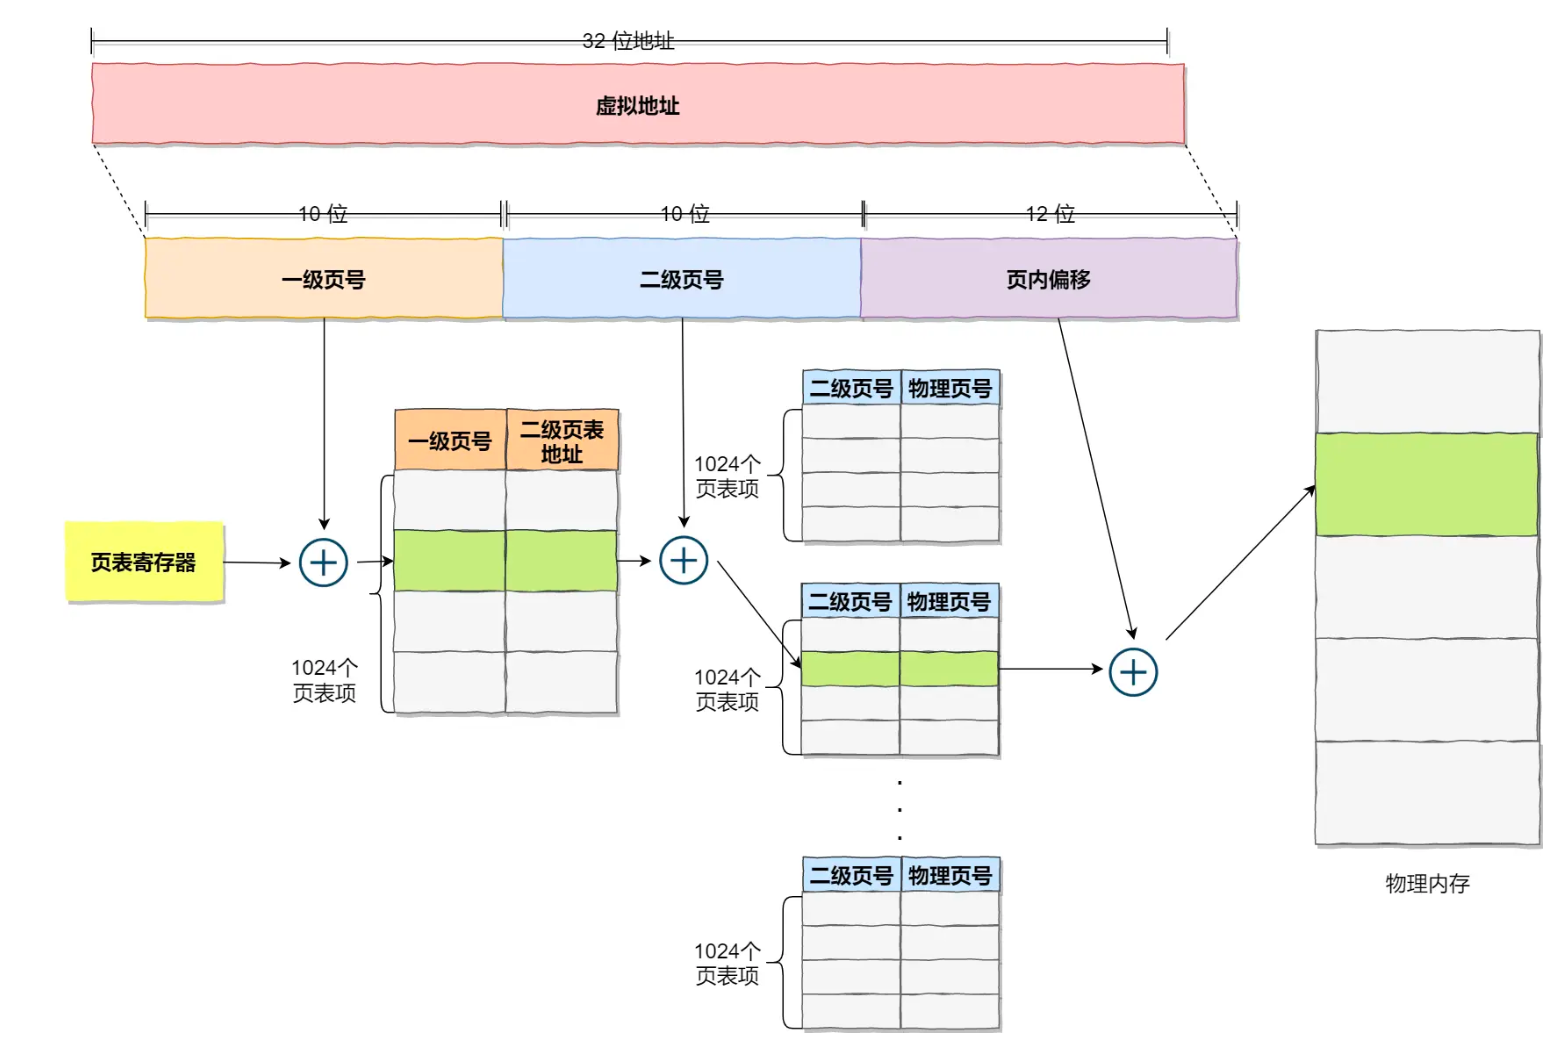 32 位地址
虚拟地址
10 位
10 位
12 位
一级页号
二级页号
页内偏移
二级页号
物理页号
一级页号
二级页表
地址
1024个
页表项
页表寄存器
二级页号
物理页号
1024个
页表项
1024个
页表项
二级页号
物理页号
物理内存
1024个
页表项